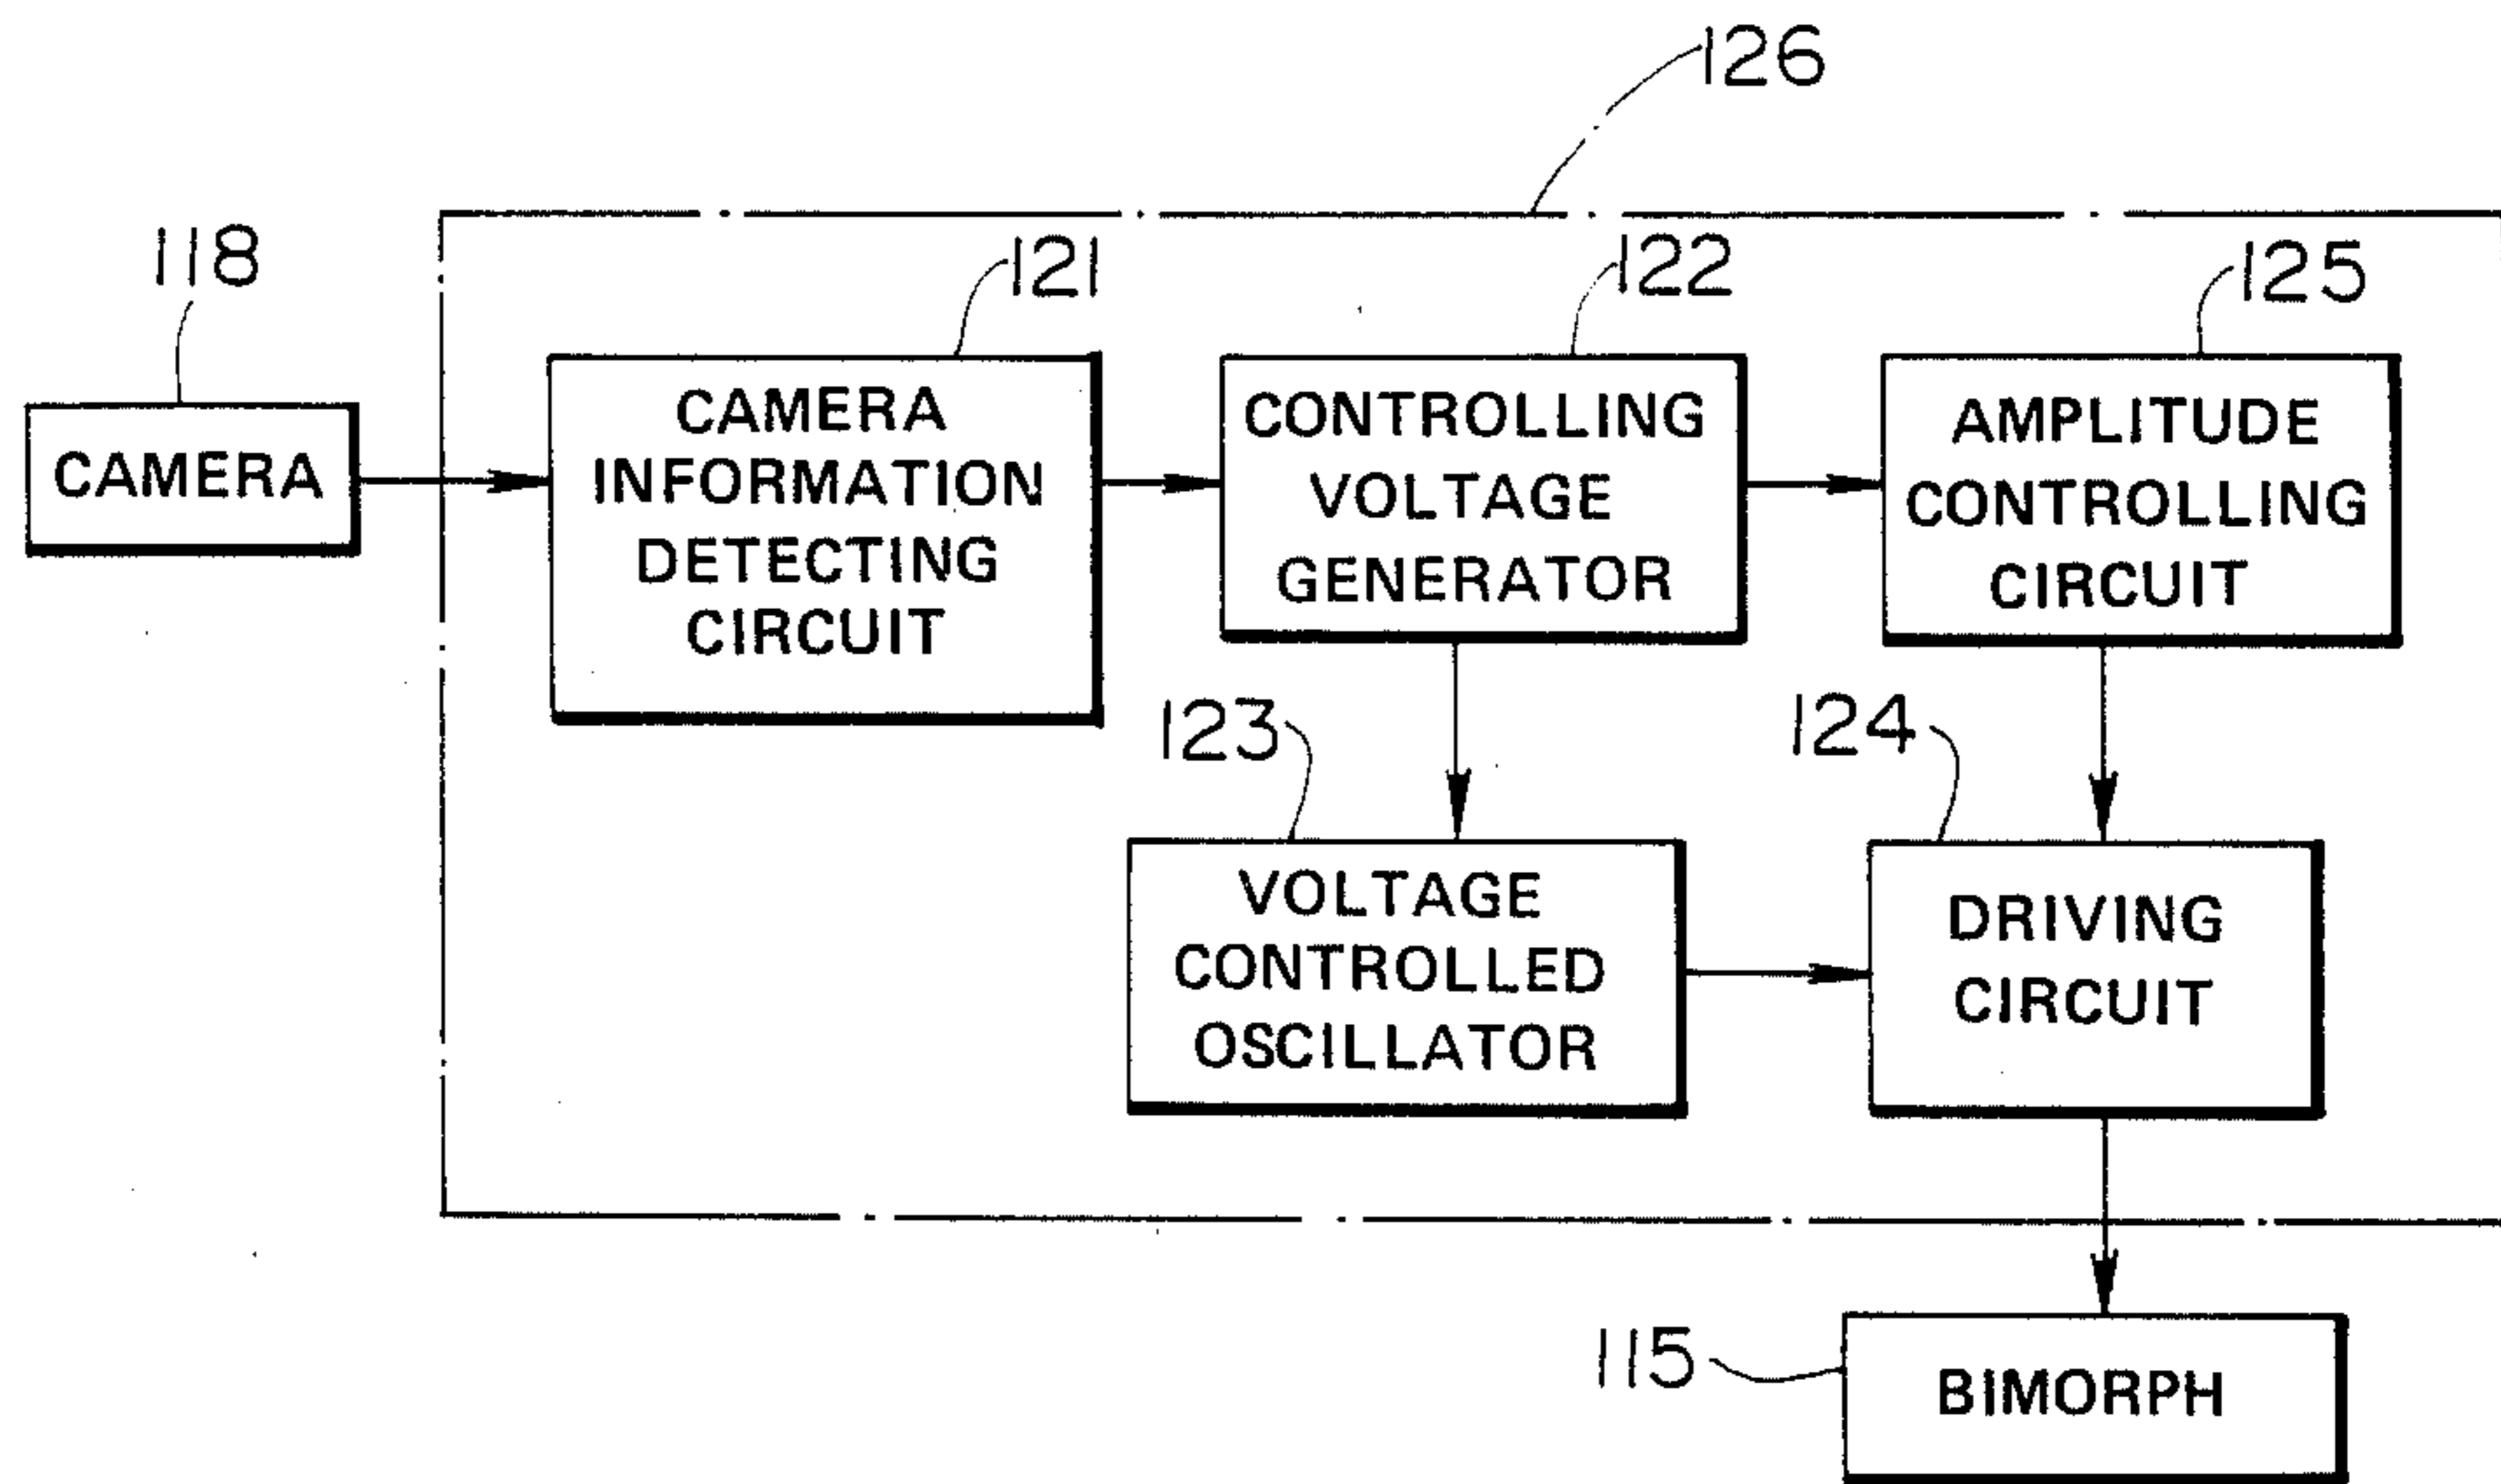 126
118
121
122
125
CAMERA
CAMERA
INFORMATION
DETECTING
CIRCUIT
CONTROLLING
VOLTAGE
GENERATOR
AMPLITUDE
CONTROLLING
CIRCUIT
123
124
VOLTAGE
CONTROLLED
OSCILLATOR
DRIVING
CIRCUIT
115
BIMORPH